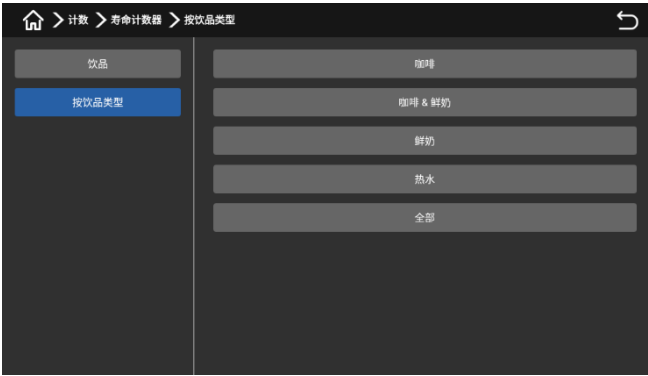 计数 寿命计数器 按饮品类型
饮品
按饮品类型
咖啡
咖啡 & 鲜奶
鲜奶
热水
全部